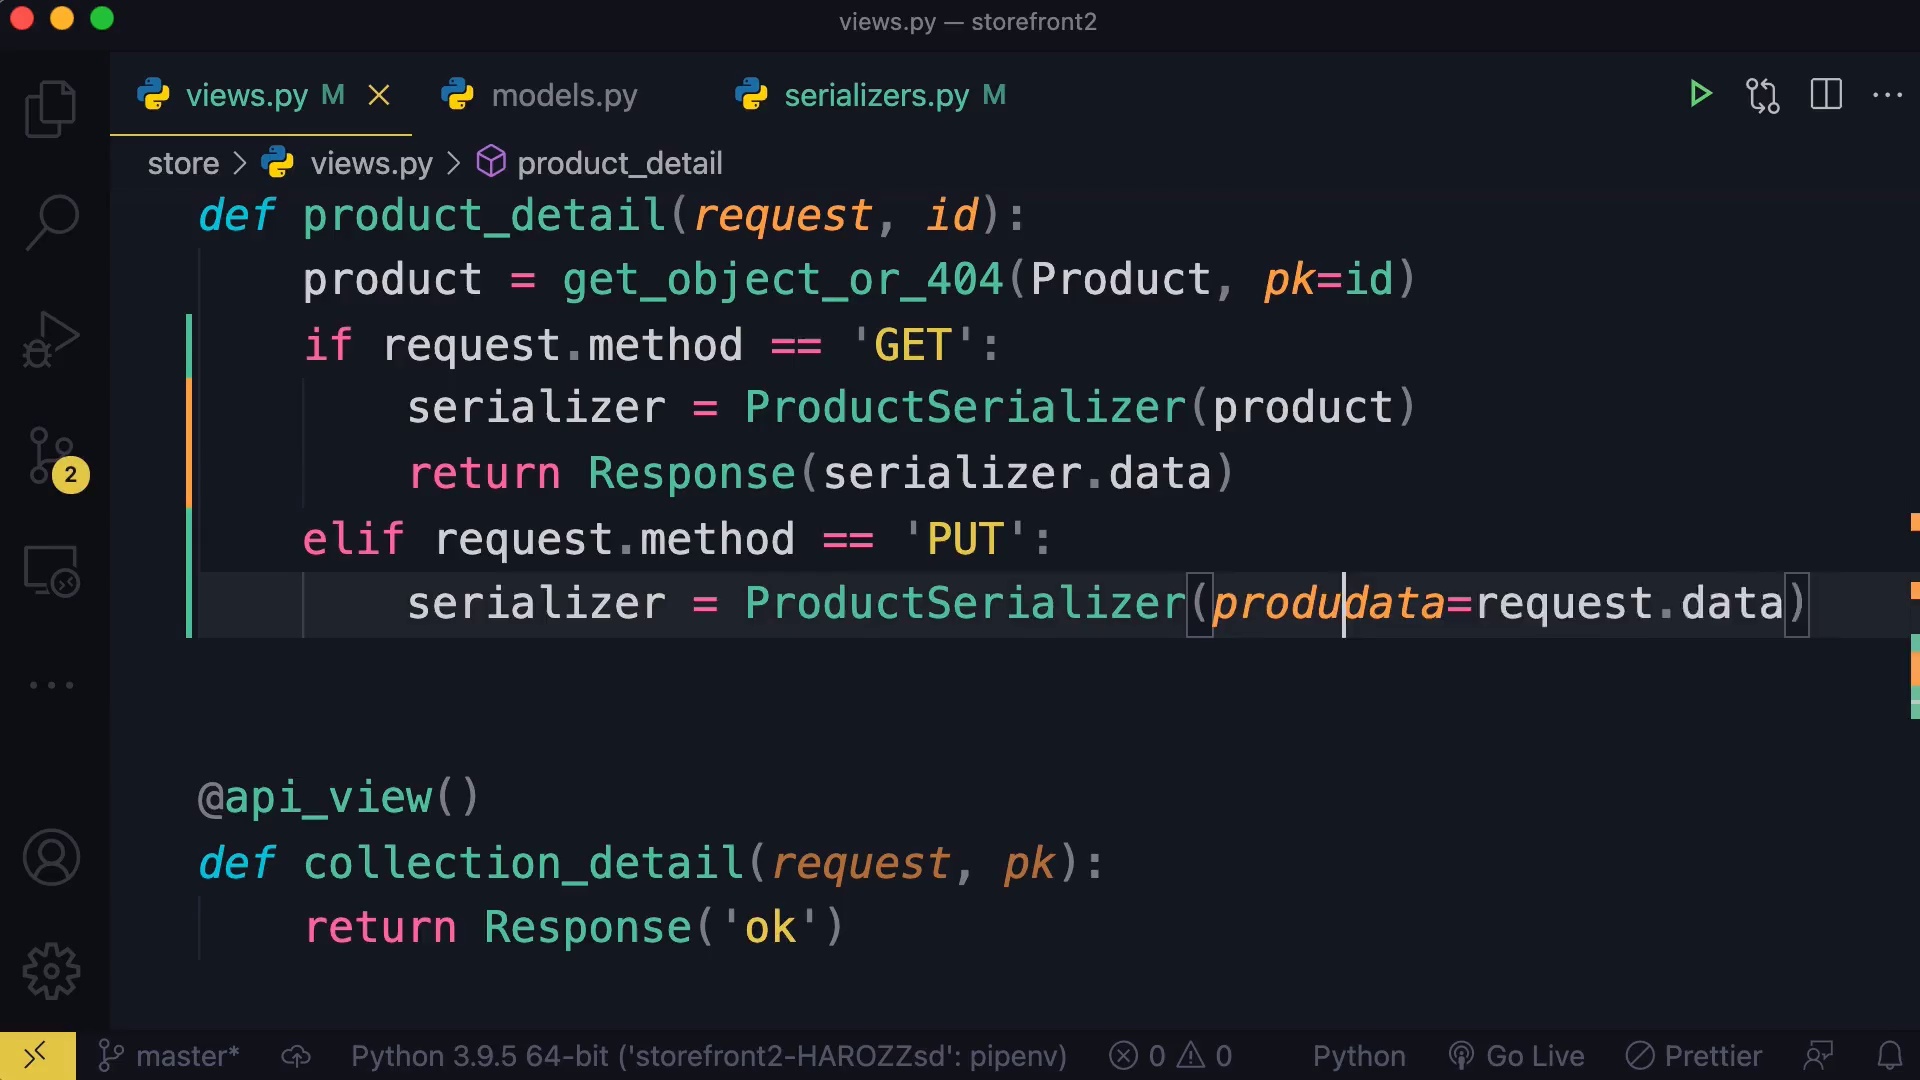 views.py — storefront2
views.py M models.py serializers.py M
store > views.py > product_detail
def product_detail(request, id):
product = get_object_or_404(Product, pk=id)
if request.method == 'GET':
serializer = ProductSerializer(product)
return Response(serializer.data)
elif request.method == 'PUT':
serializer = ProductSerializer(produdata=request.data)
@api_view()
def collection_detail(request, pk):
return Response('ok')
2
master* Python 3.9.5 64-bit ('storefront2-HAROZZsd': pipenv) 0 0 Python Go Live Prettier